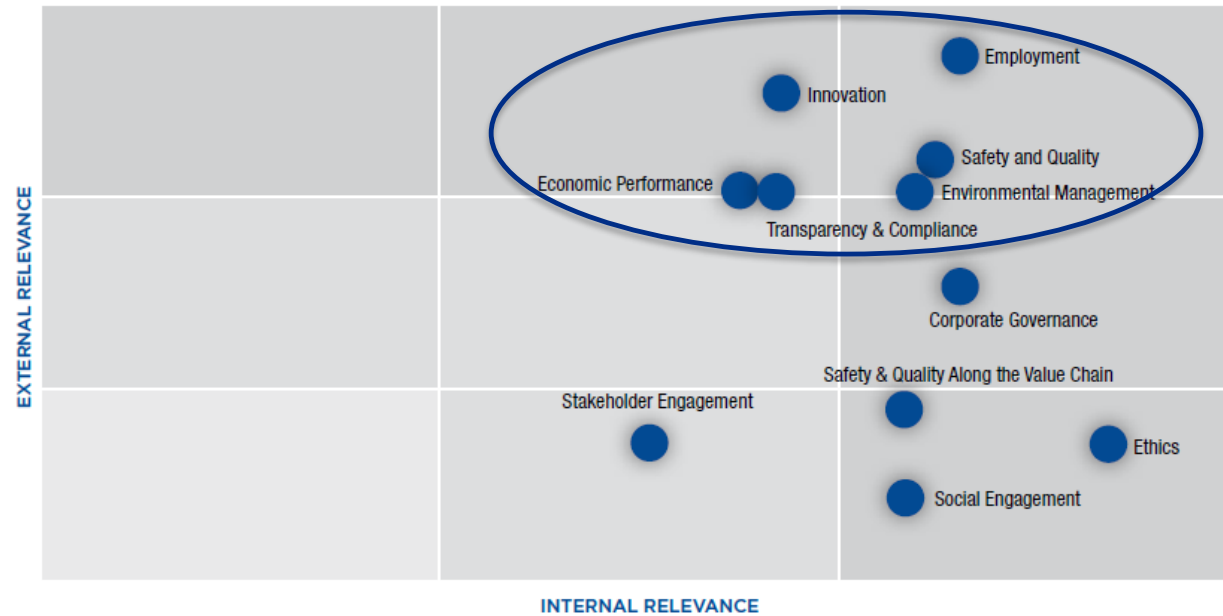 Employment
Innovation
Safety and Quality
Economic Performance
Environmental Management
Transparency & Compliance
Corporate Governance
Safety & Quality Along the Value Chain
Stakeholder Engagement
Ethics
Social Engagement
EXTERNAL RELEVANCE
INTERNAL RELEVANCE